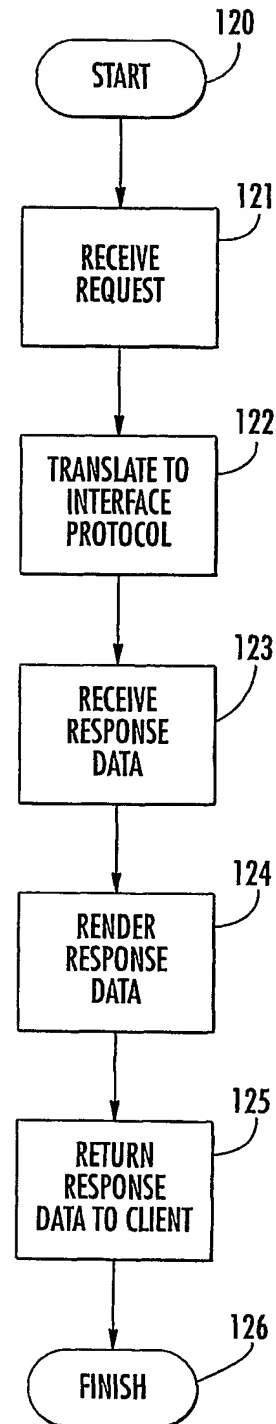 120
START
121
RECEIVE
REQUEST
122
TRANSLATE TO
INTERFACE
PROTOCOL
123
RECEIVE
RESPONSE
DATA
124
RENDER
RESPONSE
DATA
125
RETURN
RESPONSE
DATA TO CLIENT
126
FINISH